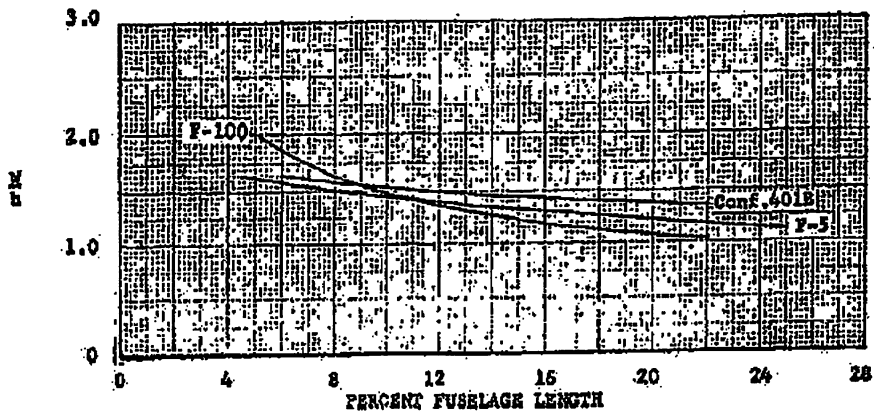 3.0
2.0
F-100
Conf.401B
F-5
1.0
0
0 4 8 12 16 20 24 28
PERCENT FUSELAGE LENGTH